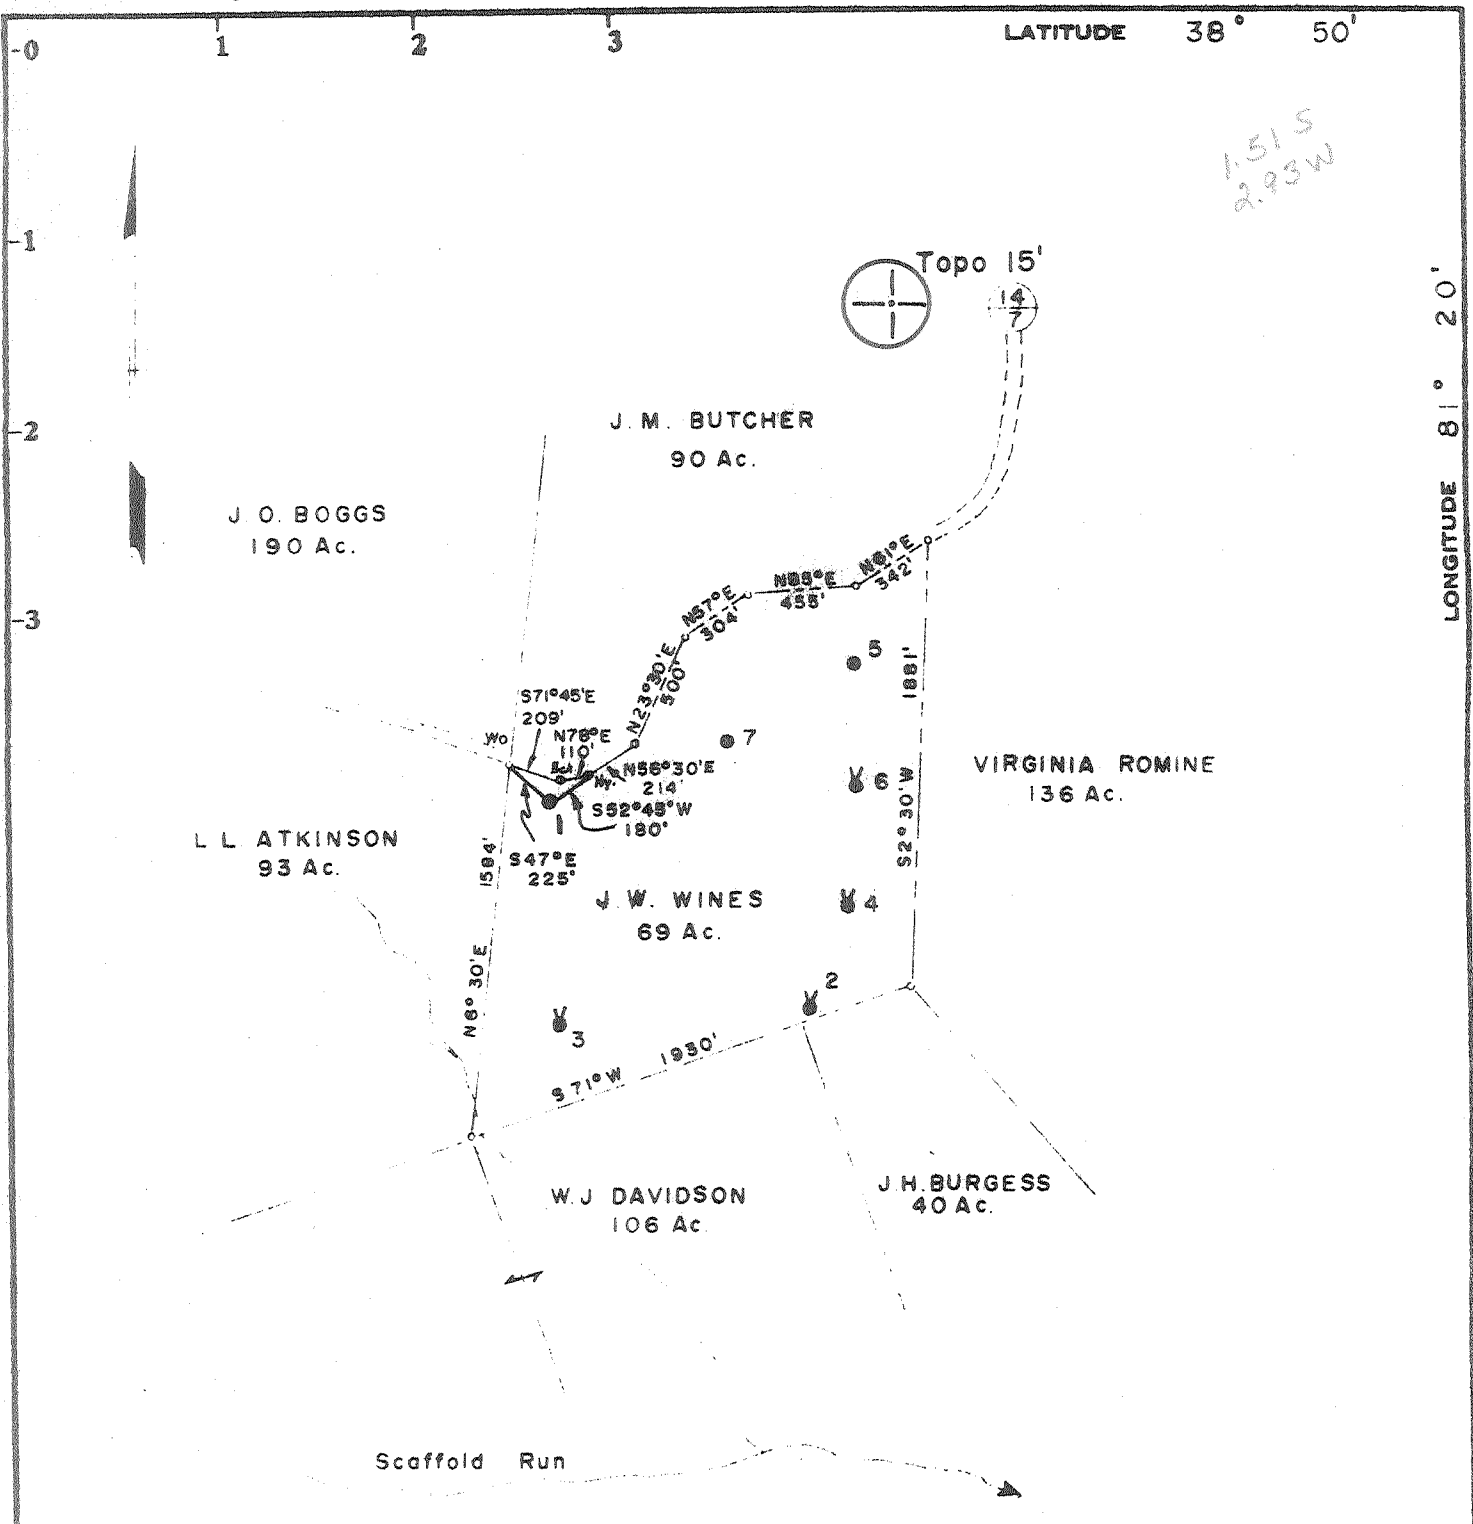 -0
1
2
3
LATITUDE 38° 50'
1.51 S
2.93 W
-1
Topo 15'
14
7
LONGITUDE 81° 20'
-2
J. M. BUTCHER
90 Ac.
J. O. BOGGS
190 Ac.
-3
N61°E
342'
N85°E
455'
N57°E
304'
N23°30'E
500'
5
1881'
S2°30'W
S71°45'E
209'
N78°E
110'
7
N56°30'E
214'
S52°45'W
180'
1
S47°E
225'
6
VIRGINIA ROMINE
136 Ac.
L L ATKINSON
93 Ac.
1584'
N6°30'E
J. W. WINES
69 Ac.
4
2
3
S 71° W 1930'
W. J DAVIDSON
106 Ac.
J. H. BURGESS
40 Ac.
Scaffold Run